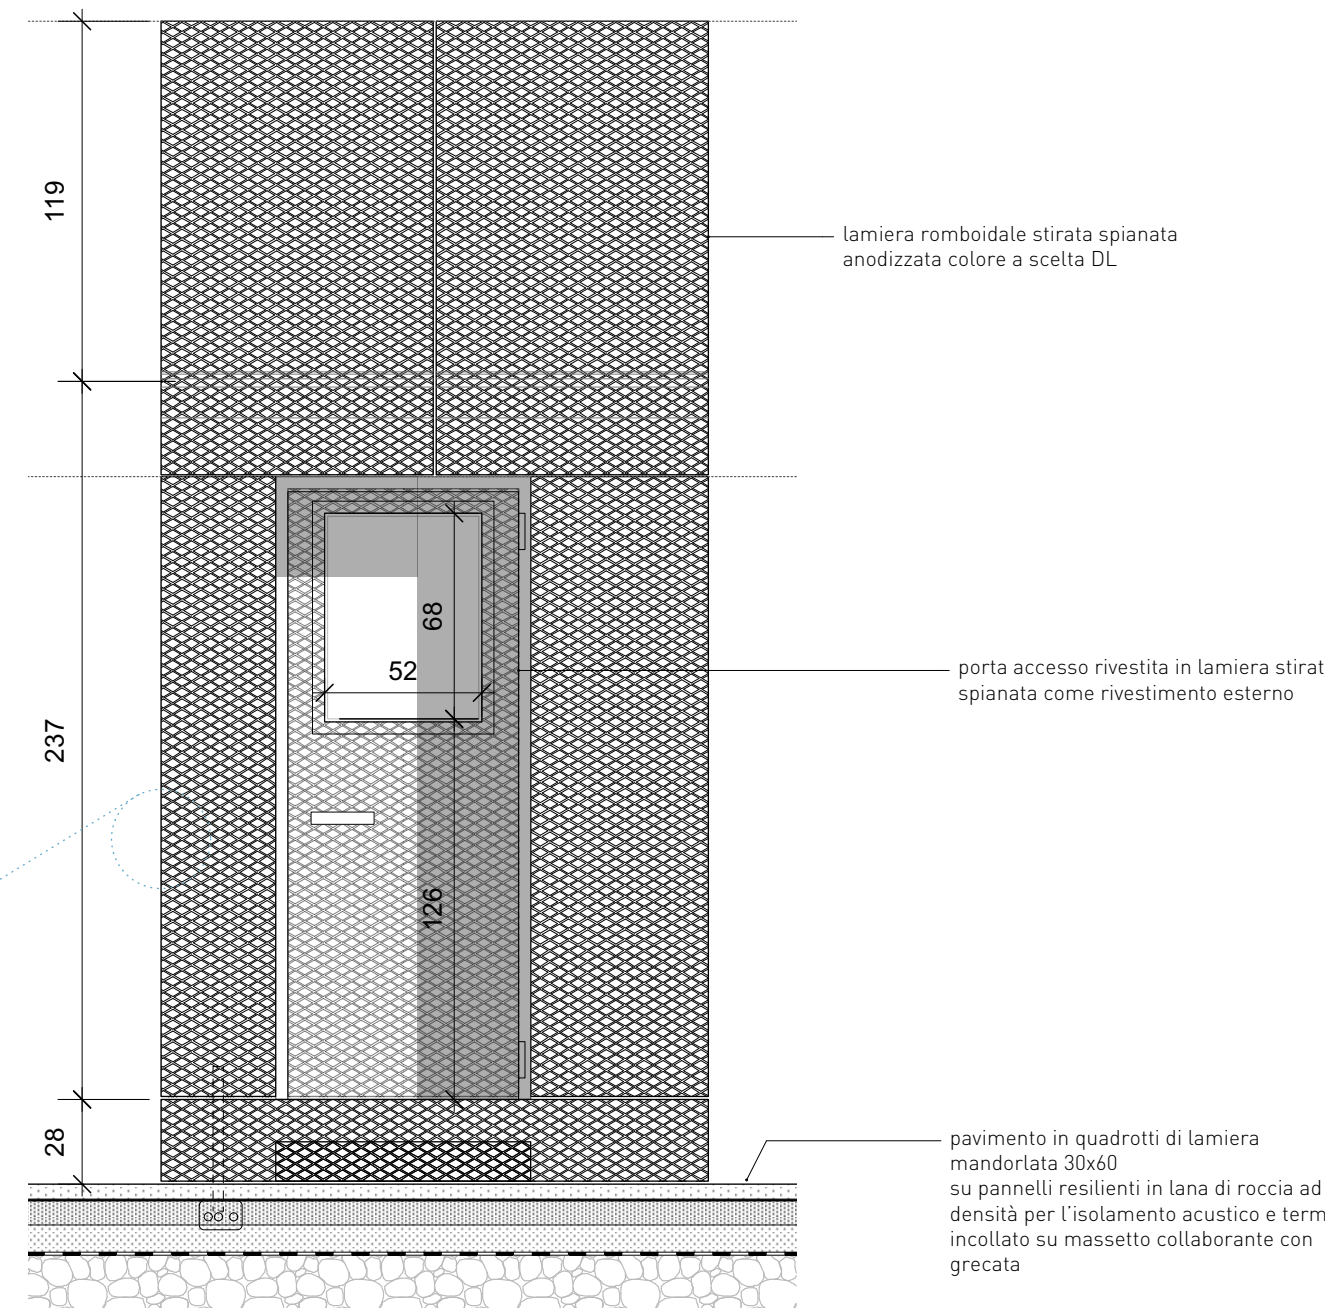 119
lamiera romboidale stirata spianata
anodizzata colore a scelta DL
68
52
porta accesso rivestita in lamiera stirat
spianata come rivestimento esterno
237
126
28
pavimento in quadrotti di lamiera
mandorlata 30x60
su pannelli resilienti in lana di roccia ad
densità per l'isolamento acustico e term
incollato su massetto collaborante con
grecata